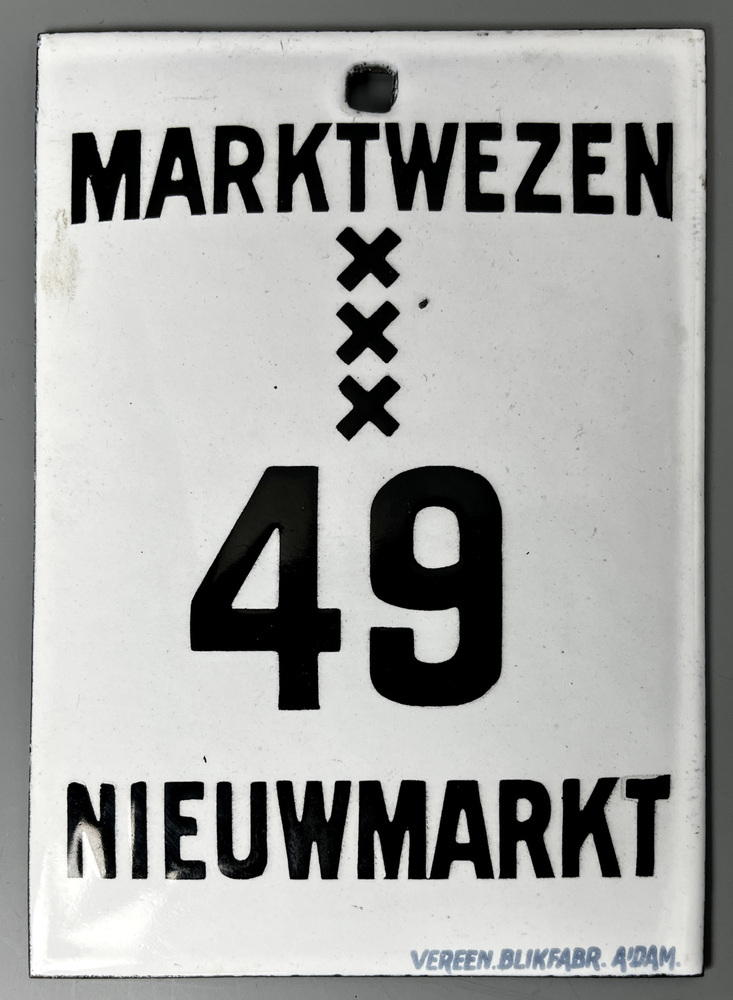 MARKTWEZEN
X
X
X
49
NIEUWMARKT
VEREEN.BLIKFABR. A'DAM.